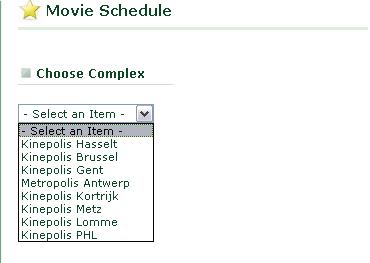 Movie Schedule
Choose Complex
- Select an Item -
- Select an Item -
Kinepolis Hasselt
Kinepolis Brussel
Kinepolis Gent
Metropolis Antwerp
Kinepolis Kortrijk
Kinepolis Metz
Kinepolis Lomme
Kinepolis PHL